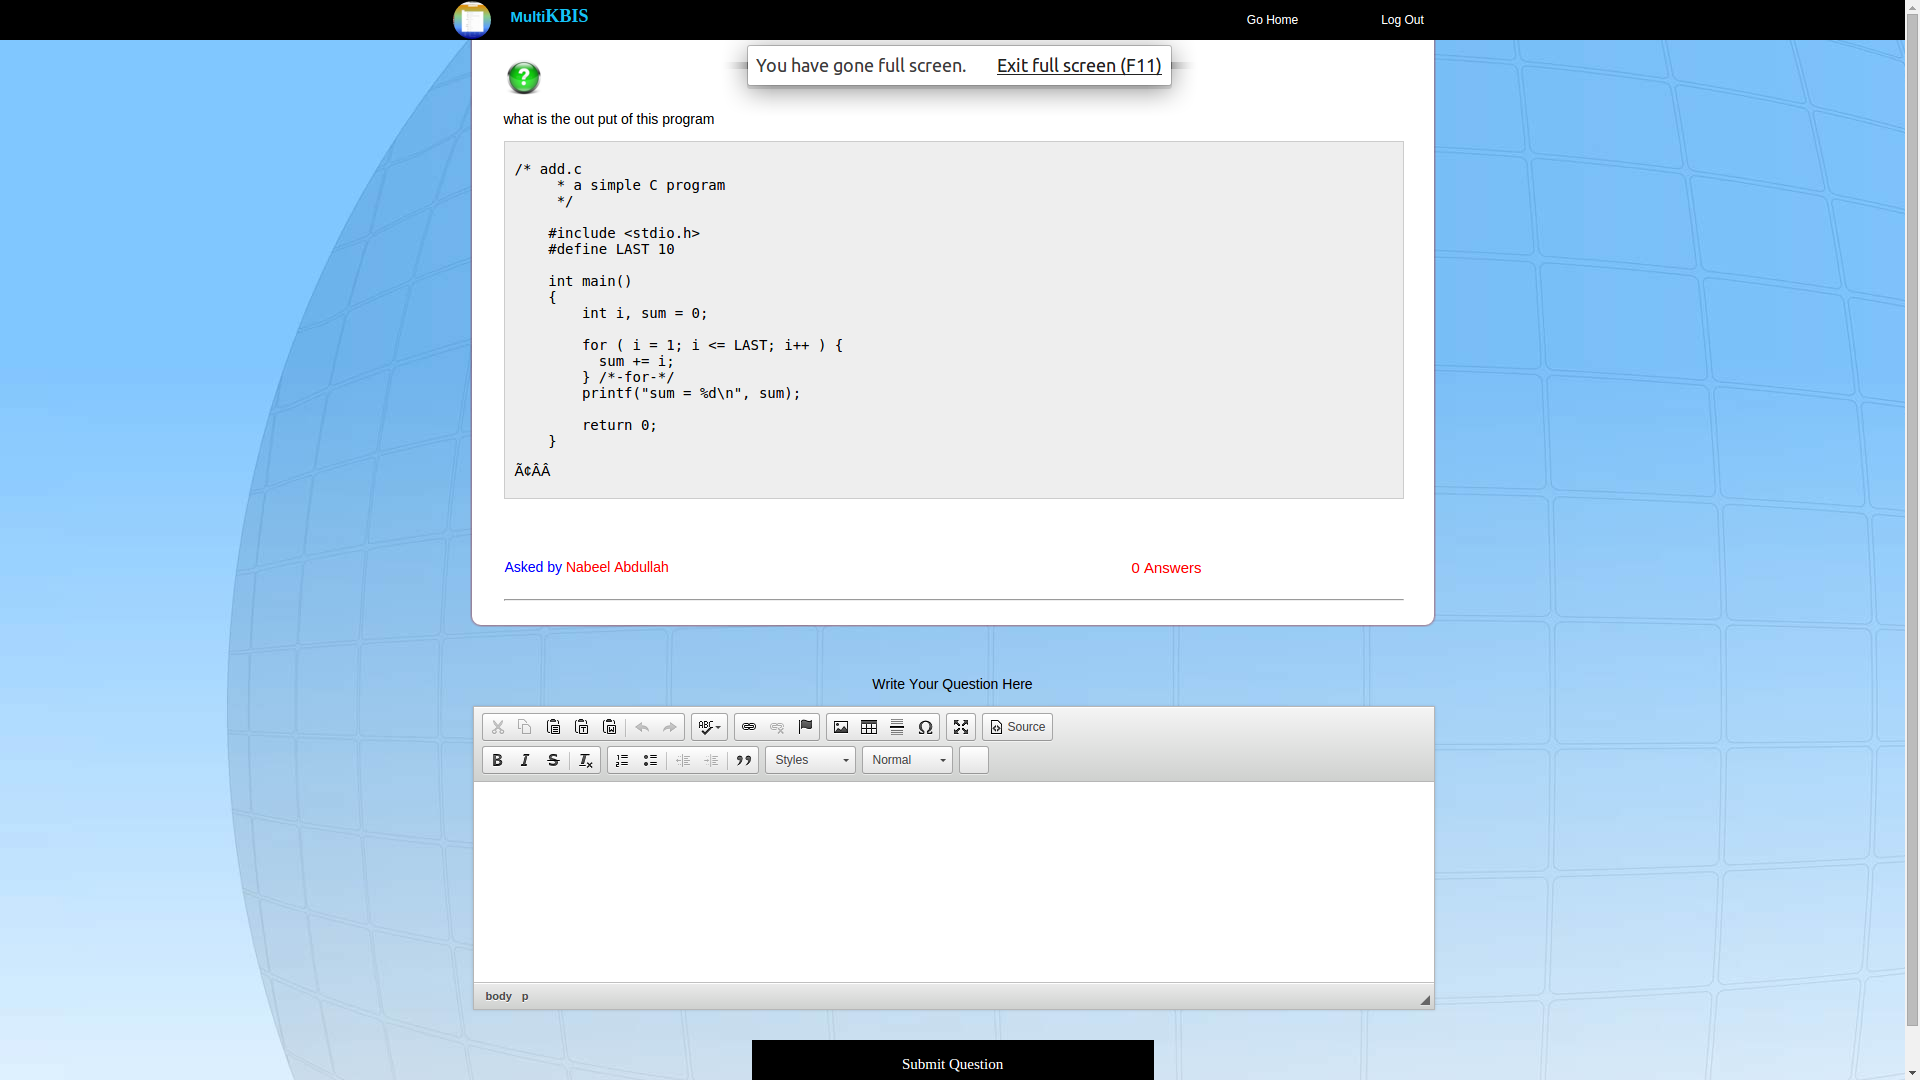 MultiKBIS
Go Home
Log Out
You have gone full screen. Exit full screen (F11)
?
what is the out put of this program
/* add.c
* a simple C program
*/
#include <stdio.h>
#define LAST 10
int main()
{
int i, sum = 0;
for ( i = 1; i <= LAST; i++ ) {
sum += i;
} /*-for-*/
printf("sum = %d\n", sum);
return 0;
}
Ã¢ÂÂ
Asked by Nabeel Abdullah
0 Answers
Write Your Question Here
ABC
Ω
Source
B I S Tx
Styles
Normal
body p
Submit Question